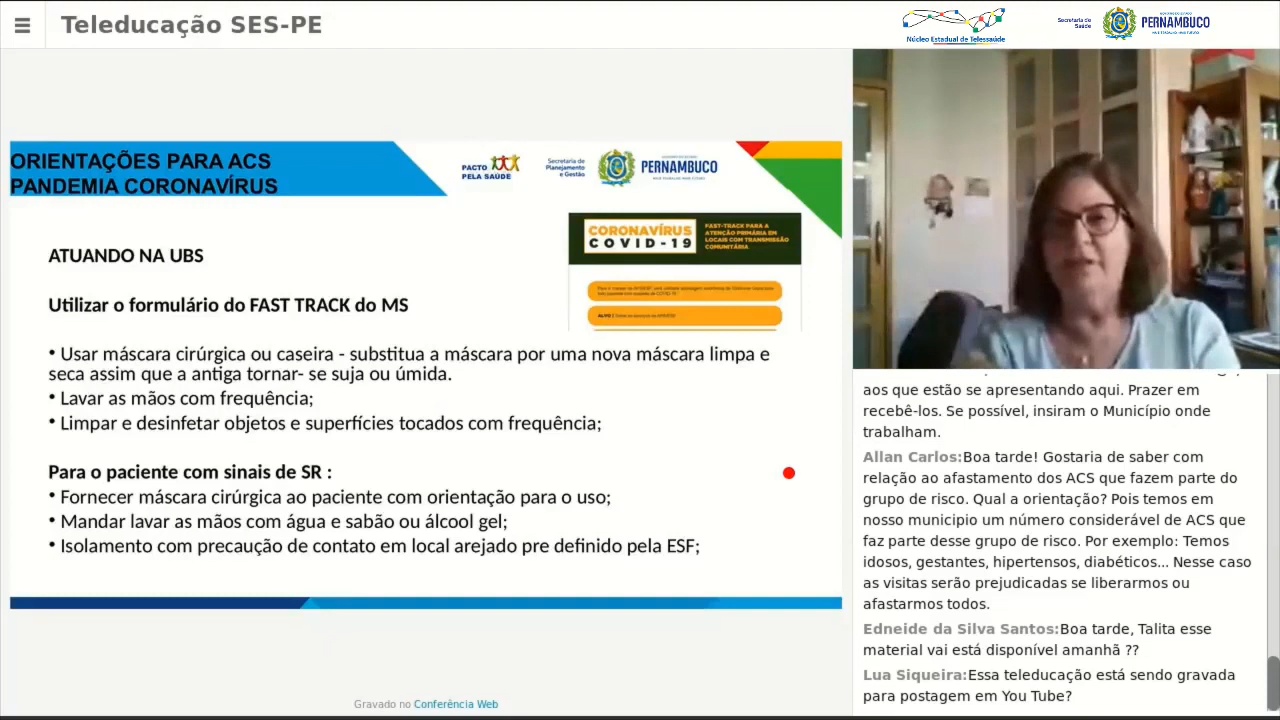 ☰ Teleducação SES-PE
Núcleo Estadual de Telessaúde
Secretaria de
Saúde
PERNAMBUCO
ORIENTAÇÕES PARA ACS
PANDEMIA CORONAVÍRUS
PACTO
PELA SAÚDE
Secretaria de
Planejamento
e Gestão
PERNAMBUCO
CORONAVÍRUS
COVID-19
FAST-TRACK PARA A
ATENÇÃO PRIMÁRIA EM
LOCAIS COM TRANSMISSÃO
COMUNITÁRIA
ATUANDO NA UBS
Utilizar o formulário do FAST TRACK do MS
• Usar máscara cirúrgica ou caseira - substitua a máscara por uma nova máscara limpa e
seca assim que a antiga tornar- se suja ou úmida.
• Lavar as mãos com frequência;
• Limpar e desinfetar objetos e superfícies tocados com frequência;
Para o paciente com sinais de SR :
• Fornecer máscara cirúrgica ao paciente com orientação para o uso;
• Mandar lavar as mãos com água e sabão ou álcool gel;
• Isolamento com precaução de contato em local arejado pre definido pela ESF;
Gravado no Conferência Web
aos que estão se apresentando aqui. Prazer em
recebê-los. Se possível, insiram o Município onde
trabalham.
Allan Carlos:Boa tarde! Gostaria de saber com
relação ao afastamento dos ACS que fazem parte do
grupo de risco. Qual a orientação? Pois temos em
nosso municipio um número considerável de ACS que
faz parte desse grupo de risco. Por exemplo: Temos
idosos, gestantes, hipertensos, diabéticos... Nesse caso
as visitas serão prejudicadas se liberarmos ou
afastarmos todos.
Edneide da Silva Santos:Boa tarde, Talita esse
material vai está disponível amanhã ??
Lua Siqueira:Essa teleducação está sendo gravada
para postagem em You Tube?